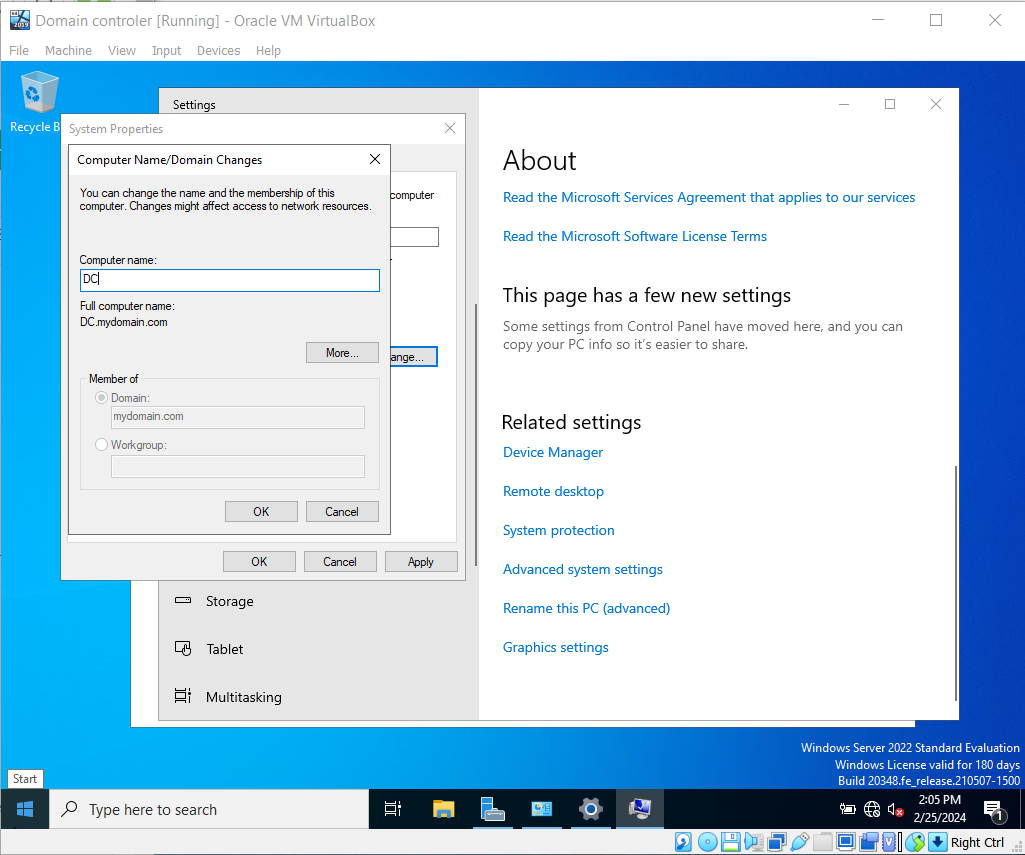 Domain controler [Running] - Oracle VM VirtualBox
File Machine View Input Devices Help
Recycle B
Settings
System Properties
Computer Name/Domain Changes
You can change the name and the membership of this
computer. Changes might affect access to network resources.
computer
Computer name:
DC
Full computer name:
DC.mydomain.com
More...
ange...
Member of
Domain:
mydomain.com
Workgroup:
OK Cancel
OK Cancel Apply
Storage
Tablet
Multitasking
About
Read the Microsoft Services Agreement that applies to our services
Read the Microsoft Software License Terms
This page has a few new settings
Some settings from Control Panel have moved here, and you can
copy your PC info so it's easier to share.
Related settings
Device Manager
Remote desktop
System protection
Advanced system settings
Rename this PC (advanced)
Graphics settings
Windows Server 2022 Standard Evaluation
Windows License valid for 180 days
Build 20348.fe_release.210507-1500
Start
Type here to search
2:05 PM
2/25/2024
1
Right Ctrl